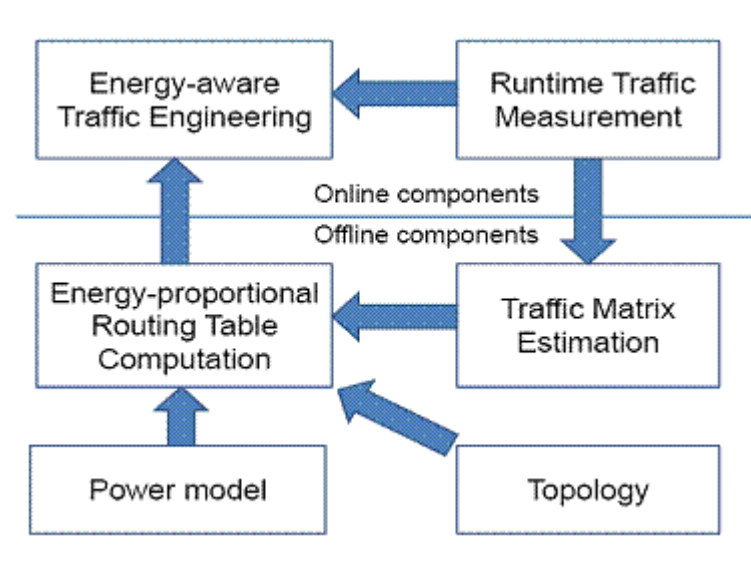 Energy-aware
Traffic Engineering
Runtime Traffic
Measurement
Online components
Offline components
Energy-proportional
Routing Table
Computation
Traffic Matrix
Estimation
Power model
Topology